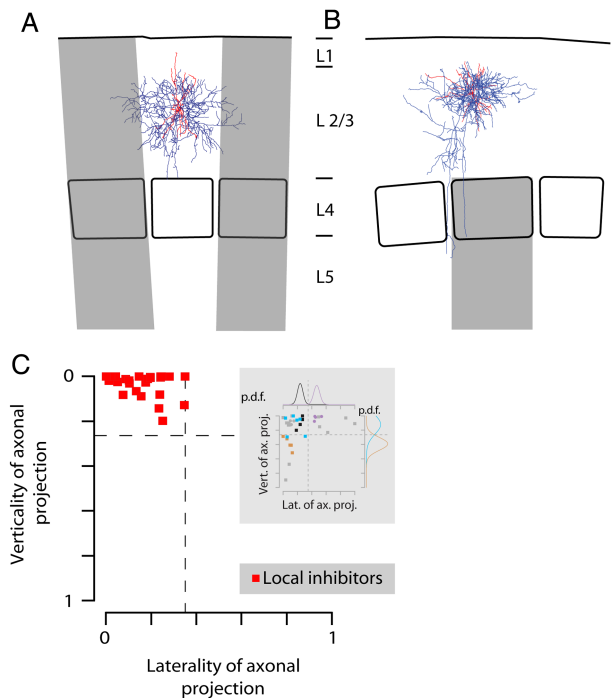 A
B
L1
L 2/3
L4
L5
C
0
1
Verticality of axonal
projection
0
1
Laterality of axonal
projection
p.d.f.
p.d.f.
Vert. of ax. proj.
Lat. of ax. proj.
Local inhibitors